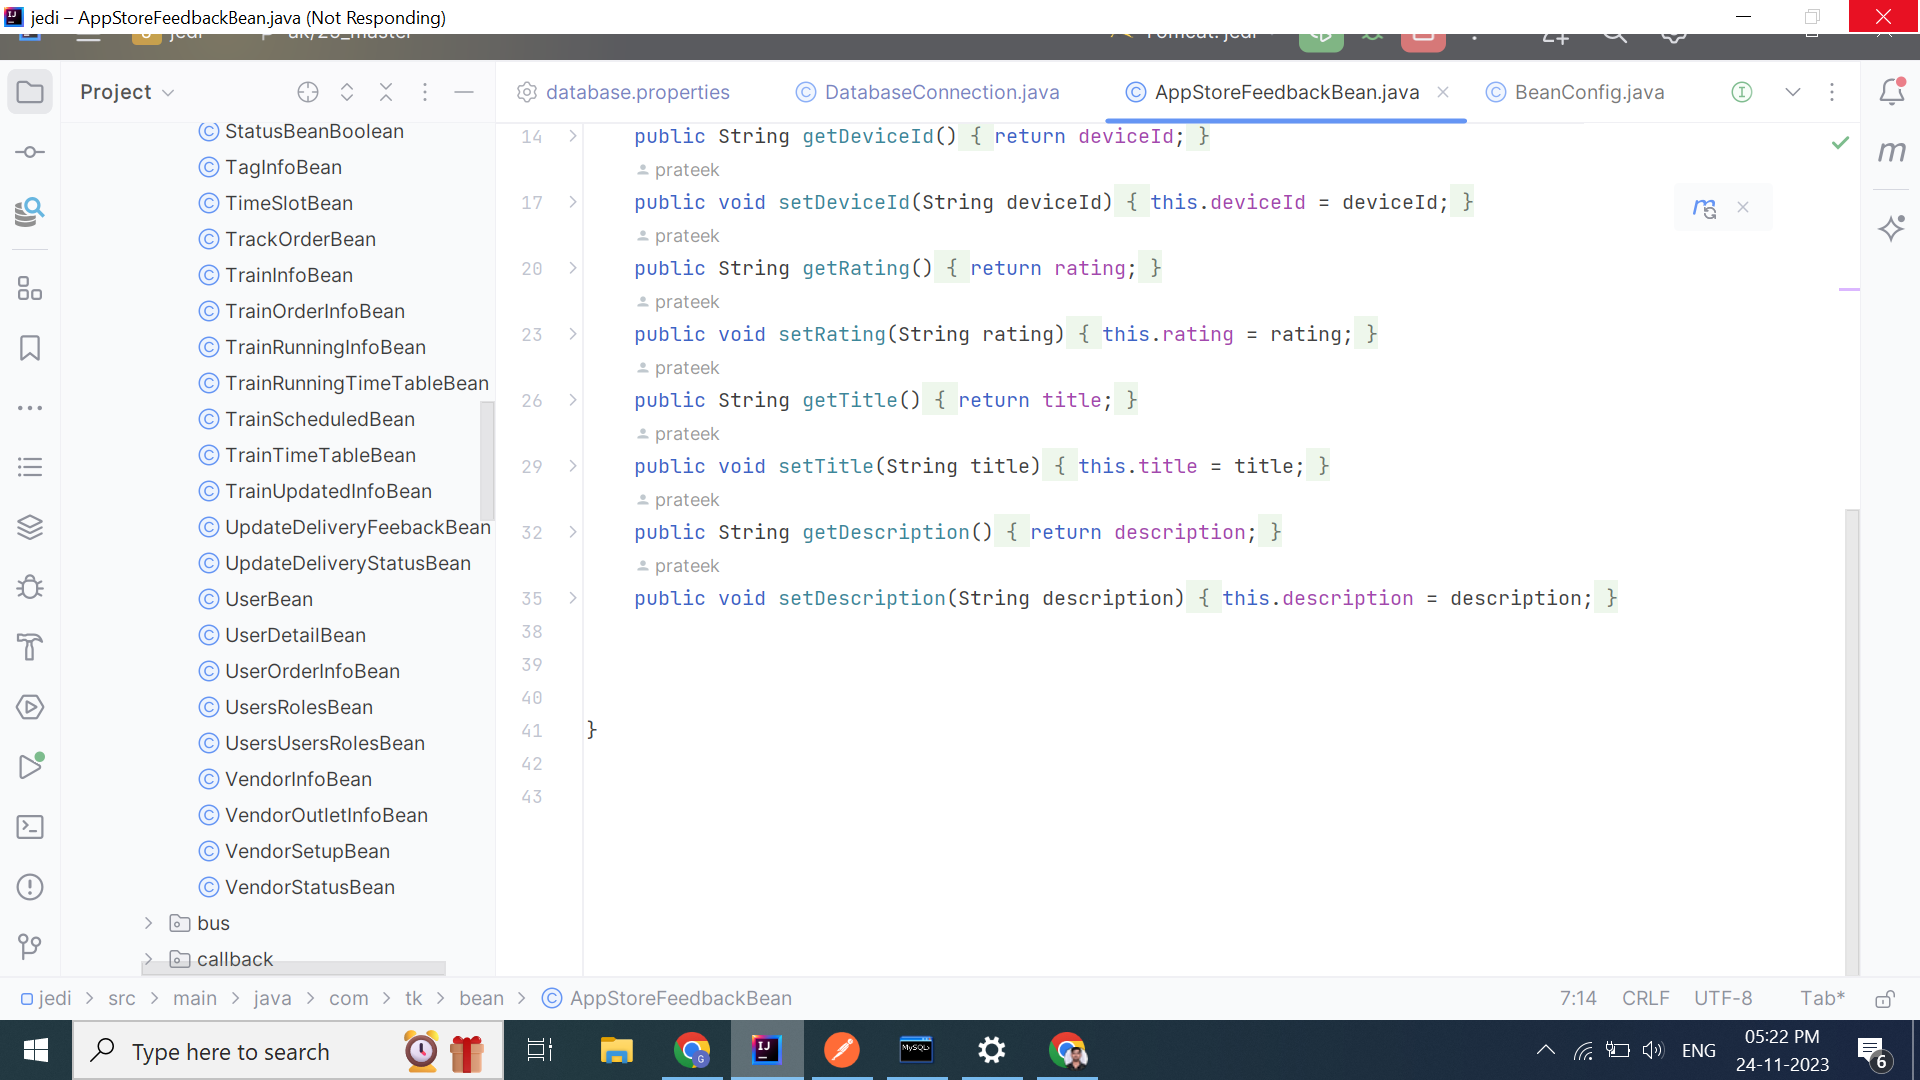 jedi – AppStoreFeedbackBean.java (Not Responding)
jedi ak/29_master Tomcat: jedi
Project
database.properties DatabaseConnection.java AppStoreFeedbackBean.java BeanConfig.java
StatusBeanBoolean
TagInfoBean
TimeSlotBean
TrackOrderBean
TrainInfoBean
TrainOrderInfoBean
TrainRunningInfoBean
TrainRunningTimeTableBean
TrainScheduledBean
TrainTimeTableBean
TrainUpdatedInfoBean
UpdateDeliveryFeebackBean
UpdateDeliveryStatusBean
UserBean
UserDetailBean
UserOrderInfoBean
UsersRolesBean
UsersUsersRolesBean
VendorInfoBean
VendorOutletInfoBean
VendorSetupBean
VendorStatusBean
bus
callback
14 public String getDeviceId() { return deviceId; }
prateek
17 public void setDeviceId(String deviceId) { this.deviceId = deviceId; }
prateek
20 public String getRating() { return rating; }
prateek
23 public void setRating(String rating) { this.rating = rating; }
prateek
26 public String getTitle() { return title; }
prateek
29 public void setTitle(String title) { this.title = title; }
prateek
32 public String getDescription() { return description; }
prateek
35 public void setDescription(String description) { this.description = description; }
38
39
40
41 }
42
43
m
jedi > src > main > java > com > tk > bean > AppStoreFeedbackBean 7:14 CRLF UTF-8 Tab*
Type here to search
ENG
05:22 PM
24-11-2023
6